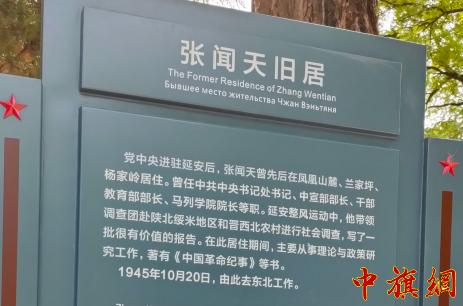 张闻天旧居
The Former Residence of Zhang Wentian
Бывшее место жительства Чжан Вэньтяня
党中央进驻延安后，张闻天曾先后在凤凰山麓、兰家坪、
杨家岭居住。曾任中共中央书记处书记、中宣部部长、干部
教育部部长、马列学院院长等职。延安整风运动中，他带领
调查团赴陕北绥米地区和晋西北农村进行社会调查，写了一
批很有价值的报告。在此居住期间，主要从事理论与政策研
究工作，著有《中国革命纪事》等书。
1945年10月20日，由此去东北工作。
中旗網